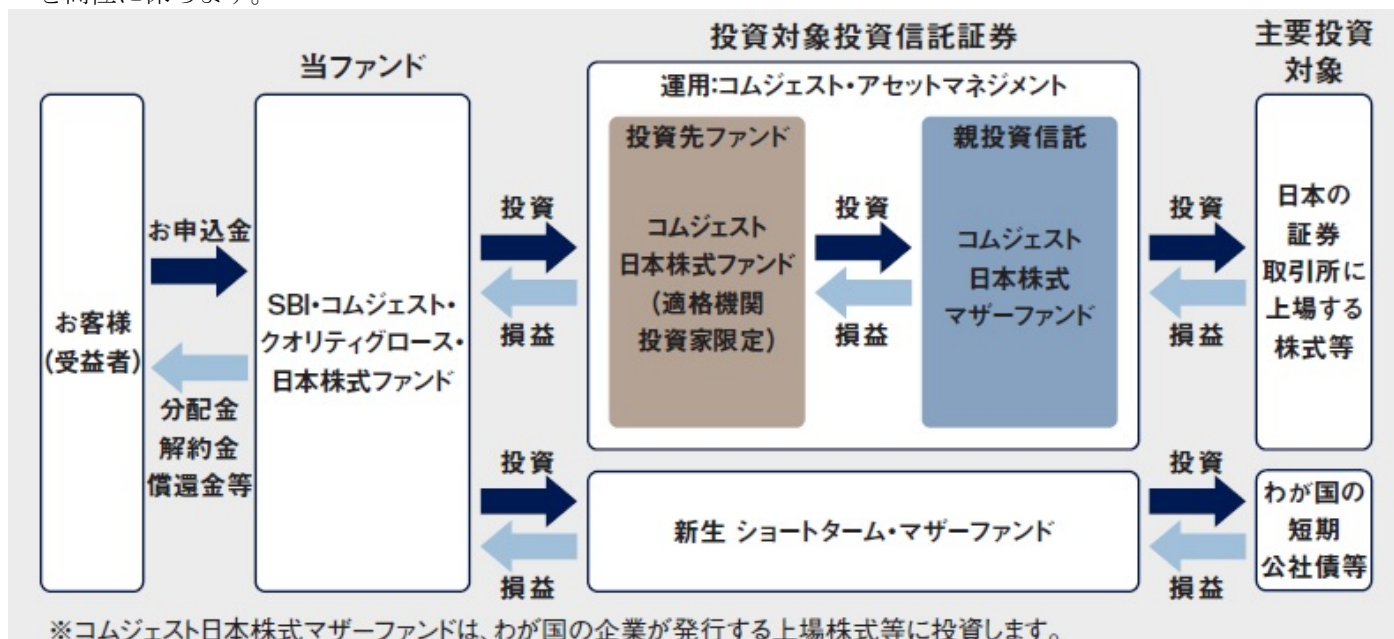 を高位に保ちます。
投資対象投資信託証券
主要投資
対象
当ファンド
運用:コムジェスト・アセットマネジメント
投資先ファンド
親投資信託
お客様
(受益者)
お申込金
分配金
解約金
償還金等
SBI・コムジェスト・
クオリティグロース・
日本株式ファンド
投資
損益
コムジェスト
日本株式ファンド
(適格機関
投資家限定)
投資
損益
コムジェスト
日本株式
マザーファンド
投資
損益
日本の
証券
取引所に
上場する
株式等
投資
損益
新生 ショートターム・マザーファンド
投資
損益
わが国の
短期
公社債等
※コムジェスト日本株式マザーファンドは、わが国の企業が発行する上場株式等に投資します。